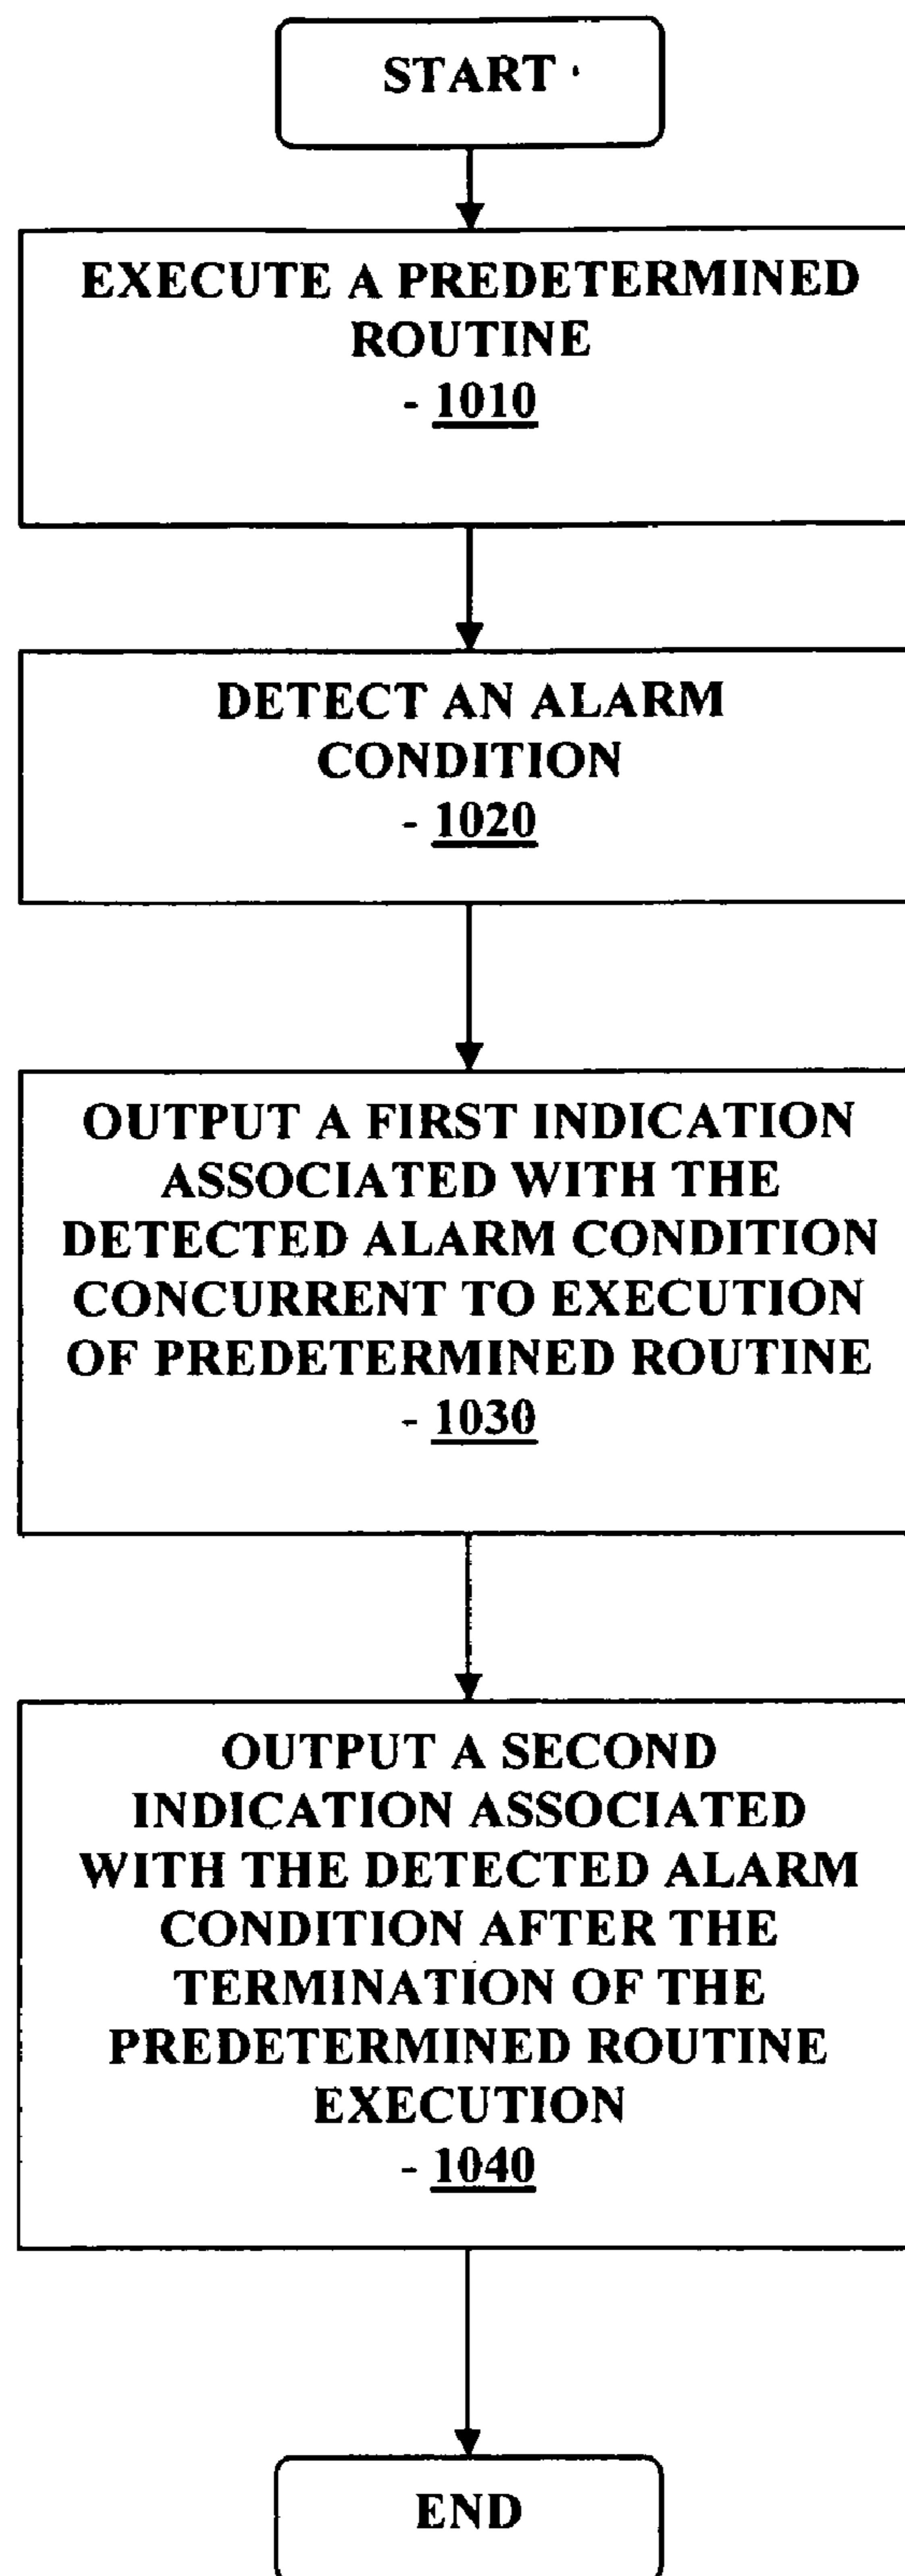 START
EXECUTE A PREDETERMINED
ROUTINE
- 1010
DETECT AN ALARM
CONDITION
- 1020
OUTPUT A FIRST INDICATION
ASSOCIATED WITH THE
DETECTED ALARM CONDITION
CONCURRENT TO EXECUTION
OF PREDETERMINED ROUTINE
- 1030
OUTPUT A SECOND
INDICATION ASSOCIATED
WITH THE DETECTED ALARM
CONDITION AFTER THE
TERMINATION OF THE
PREDETERMINED ROUTINE
EXECUTION
- 1040
END